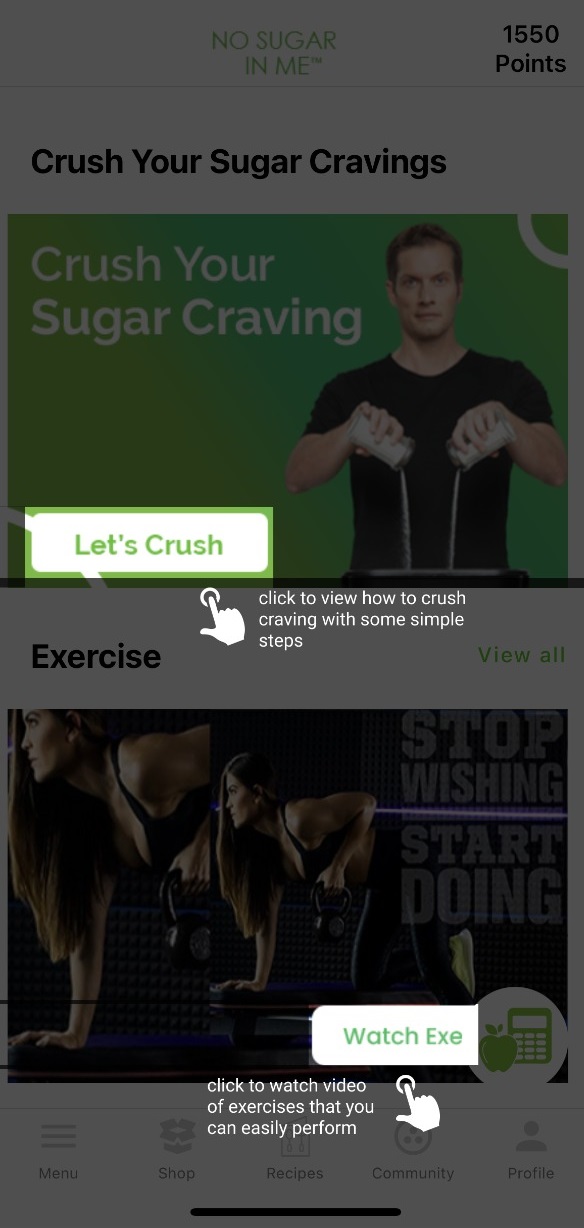 NO SUGAR
IN ME™
1550
Points
Crush Your Sugar Cravings
Crush Your
Sugar Craving
Let's Crush
click to view how to crush
craving with some simple
steps
Exercise
View all
STOP
WISHING
START
DOING
Watch Exe
click to watch video
of exercises that you
can easily perform
Menu
Shop
Recipes
Community
Profile